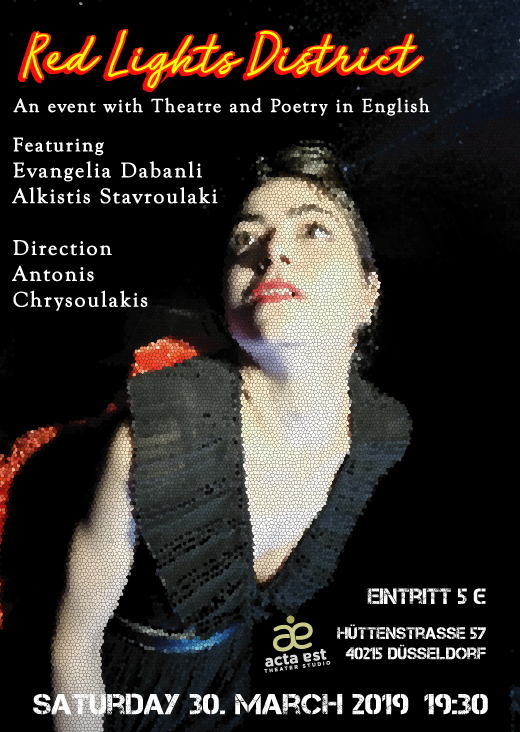 Red Lights District
An event with Theatre and Poetry in English
Featuring
Evangelia Dabanli
Alkistis Stavroulaki
Direction
Antonis
Chrysoulakis
EINTRITT 5 €
HÜTTENSTRASSE 57
40215 DÜSSELDORF
æ
acta est
THEATER STUDIO
SATURDAY 30. MARCH 2019 19:30